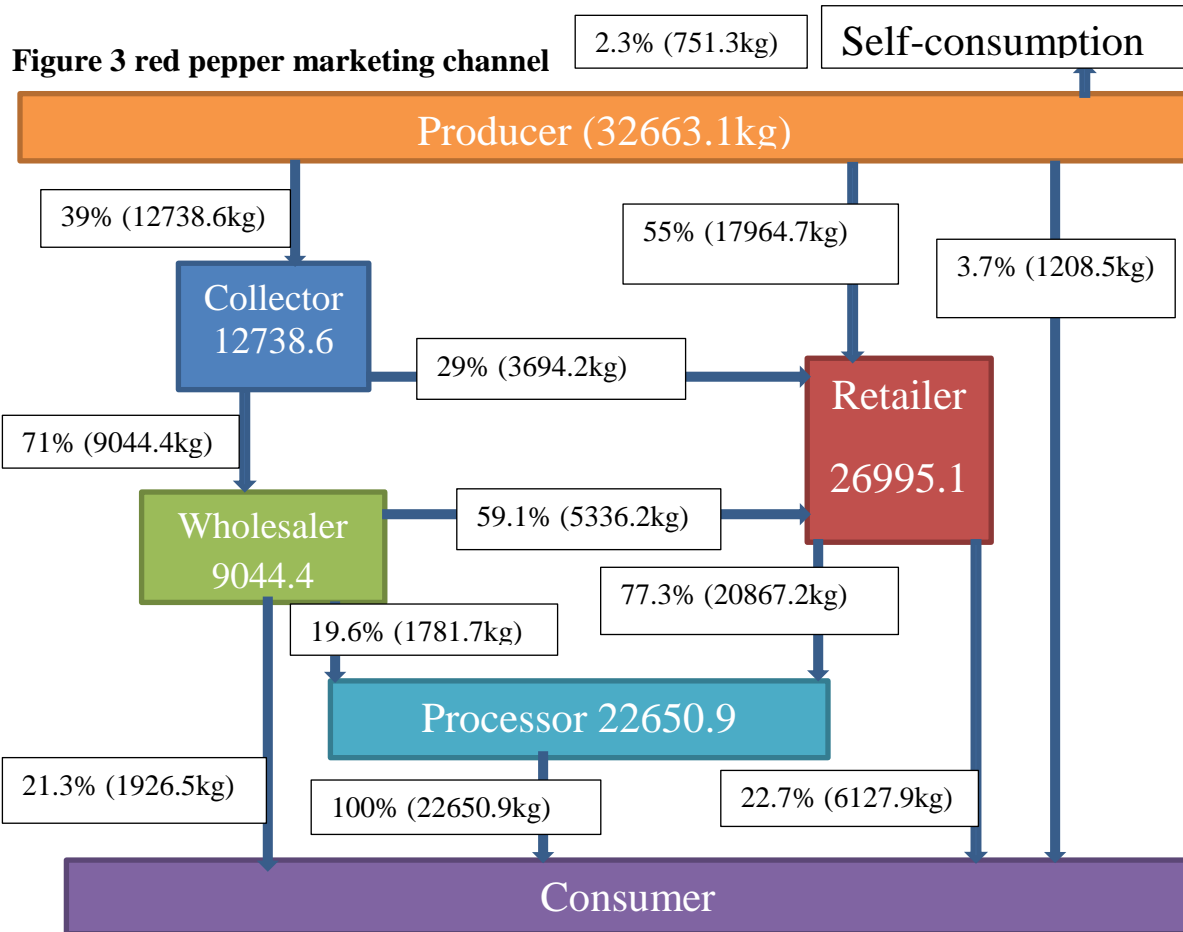 2.3% (751.3kg)
Self-consumption
Figure 3 red pepper marketing channel
Producer (32663.1kg)
39% (12738.6kg)
55% (17964.7kg)
3.7% (1208.5kg)
Collector
12738.6
29% (3694.2kg)
Retailer
26995.1
71% (9044.4kg)
Wholesaler
9044.4
59.1% (5336.2kg)
77.3% (20867.2kg)
19.6% (1781.7kg)
Processor 22650.9
21.3% (1926.5kg)
100% (22650.9kg)
22.7% (6127.9kg)
Consumer